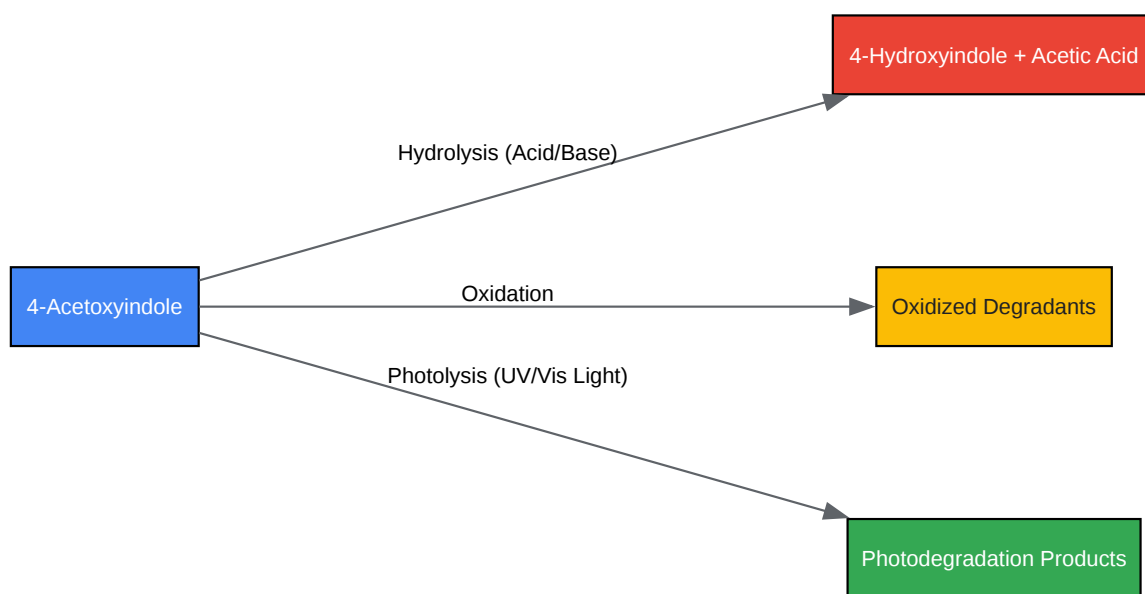 4-Hydroxyindole + Acetic Acid
Hydrolysis (Acid/Base)
4-Acetoxyindole
Oxidation
Oxidized Degradants
Photolysis (UV/Vis Light)
Photodegradation Products